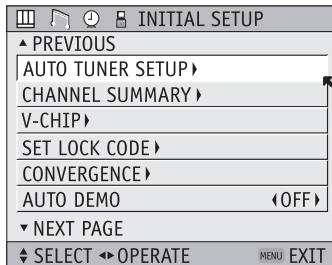 INITIAL SETUP
▲ PREVIOUS
AUTO TUNER SETUP ▶
CHANNEL SUMMARY ▶
V-CHIP ▶
SET LOCK CODE ▶
CONVERGENCE ▶
AUTO DEMO ◀OFF▶
▼ NEXT PAGE
SELECT OPERATE MENU EXIT